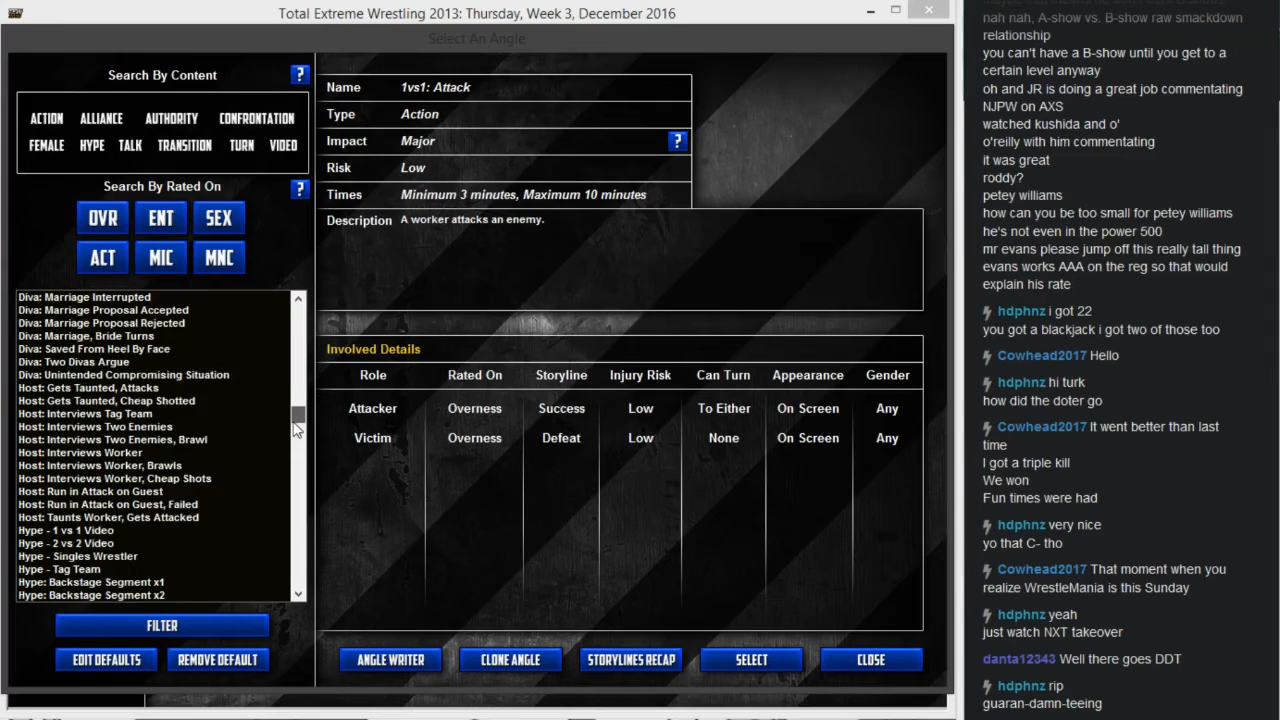 Total Extreme Wrestling 2013: Thursday, Week 3, December 2016
Select An Angle
Search By Content
?
ACTION ALLIANCE AUTHORITY CONFRONTATION
FEMALE HYPE TALK TRANSITION TURN VIDEO
Search By Rated On
?
OVR ENT SEX
ACT MIC MNC
Diva: Marriage Interrupted
Diva: Marriage Proposal Accepted
Diva: Marriage Proposal Rejected
Diva: Marriage, Bride Turns
Diva: Saved From Heel By Face
Diva: Two Divas Argue
Diva: Unintended Compromising Situation
Host: Gets Taunted, Attacks
Host: Gets Taunted, Cheap Shotted
Host: Interviews Tag Team
Host: Interviews Two Enemies
Host: Interviews Two Enemies, Brawl
Host: Interviews Worker
Host: Interviews Worker, Brawls
Host: Interviews Worker, Cheap Shots
Host: Run in Attack on Guest
Host: Run in Attack on Guest, Failed
Host: Taunts Worker, Gets Attacked
Hype - 1 vs 1 Video
Hype - 2 vs 2 Video
Hype - Singles Wrestler
Hype - Tag Team
Hype: Backstage Segment x1
Hype: Backstage Segment x2
FILTER
EDIT DEFAULTS REMOVE DEFAULT
Name 1vs1: Attack
Type Action
Impact Major ?
Risk Low
Times Minimum 3 minutes, Maximum 10 minutes
Description A worker attacks an enemy.
Involved Details
Role Rated On Storyline Injury Risk Can Turn Appearance Gender
Attacker Overness Success Low To Either On Screen Any
Victim Overness Defeat Low None On Screen Any
ANGLE WRITER CLONE ANGLE STORYLINES RECAP SELECT CLOSE
nah nah, A-show vs. B-show raw smackdown
relationship
you can't have a B-show until you get to a
certain level anyway
oh and JR is doing a great job commentating
NJPW on AXS
watched kushida and o'
o'reilly with him commentating
it was great
roddy?
petey williams
how can you be too small for petey williams
he's not even in the power 500
mr evans please jump off this really tall thing
evans works AAA on the reg so that would
explain his rate
hdphnz i got 22
you got a blackjack i got two of those too
Cowhead2017 Hello
hdphnz hi turk
how did the doter go
Cowhead2017 It went better than last
time
I got a triple kill
We won
Fun times were had
hdphnz very nice
yo that C- tho
Cowhead2017 That moment when you
realize WrestleMania is this Sunday
hdphnz yeah
just watch NXT takeover
danta12343 Well there goes DDT
hdphnz rip
guaran-damn-teeing